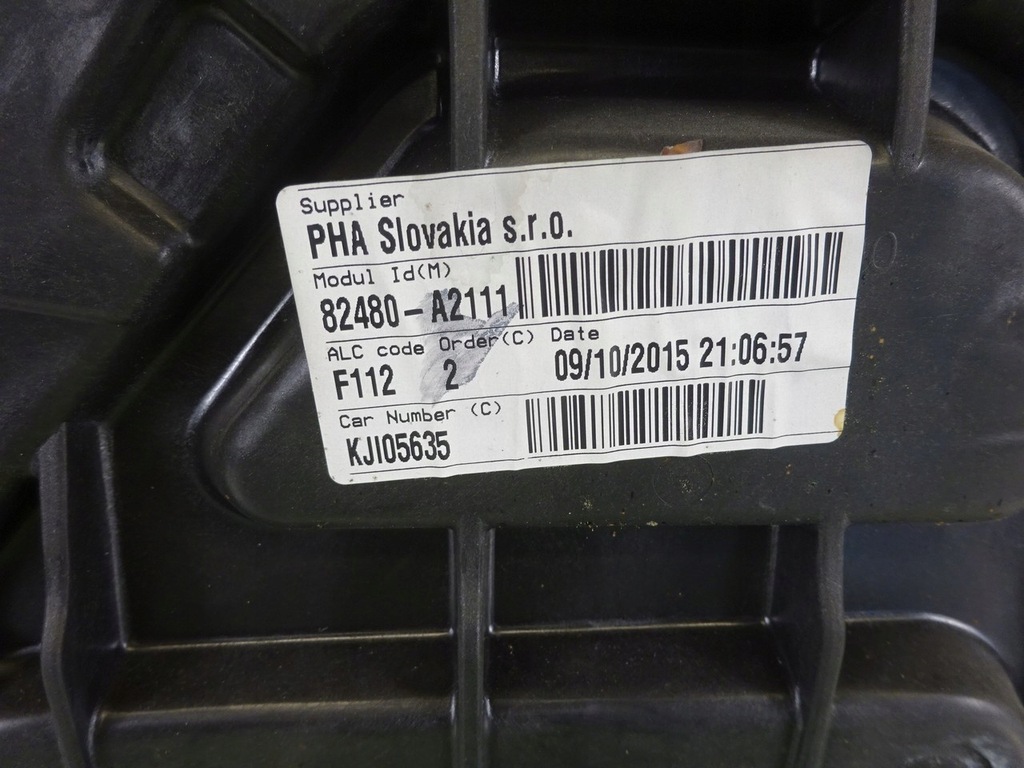 Supplier
PHA Slovakia s.r.o.
Modul Id(M)
82480-A2111
ALC code Order(C) Date
F112 2 09/10/2015 21:06:57
Car Number (C)
KJI05635